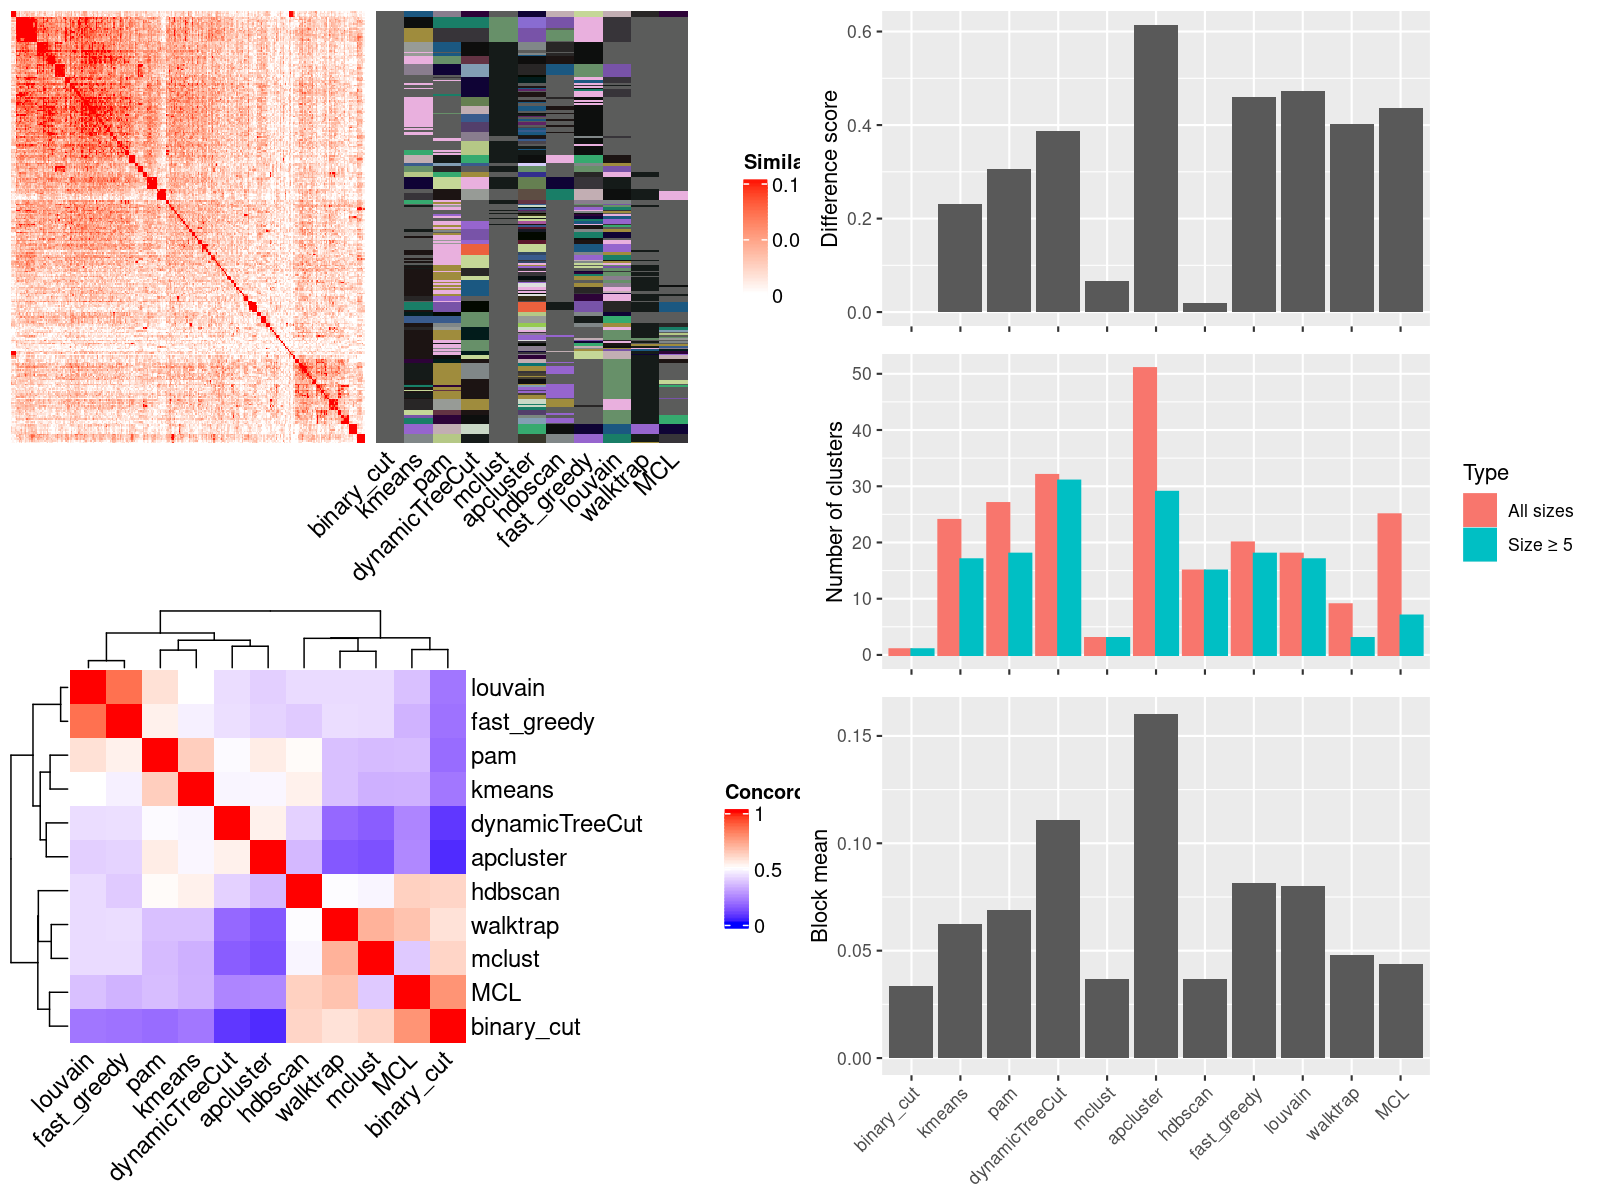 Simila
0.1
0.0
0
binary_cut
kmeans
pam
dynamicTreeCut
mclust
apcluster
hdbscan
fast_greedy
louvain
walktrap
MCL
louvain
fast_greedy
pam
kmeans
dynamicTreeCut
apcluster
hdbscan
walktrap
mclust
MCL
binary_cut
louvain
fast_greedy
pam
kmeans
dynamicTreeCut
apcluster
hdbscan
walktrap
mclust
MCL
binary_cut
Concord
1
0.5
0
Difference score
0.6
0.4
0.2
0.0
Number of clusters
50
40
30
20
10
0
Type
All sizes
Size ≥ 5
Block mean
0.15
0.10
0.05
0.00
binary_cut
kmeans
pam
dynamicTreeCut
mclust
apcluster
hdbscan
fast_greedy
louvain
walktrap
MCL